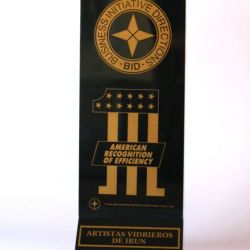 BUSINESS INITIATIVE DIRECTIONS
- BID -
AMERICAN
RECOGNITION
OF EFFICIENCY
ARTISTAS VIDRIEROS
DE IRUN